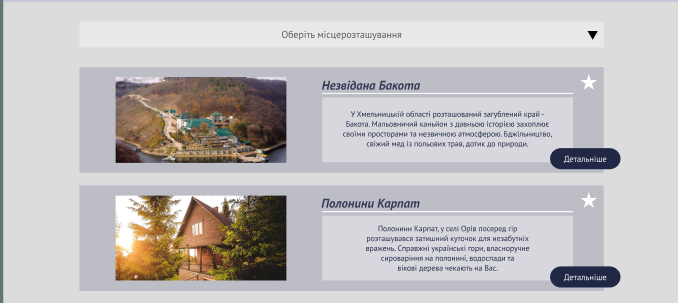 Оберіть місцерозташування
Незвідана Бакота
У Хмельницькій області розташований загублений край -
Бакота. Мальовничий каньйон з давньою історією захоплює
своїми просторами та незвичною атмосферою. Бджільництво,
свіжий мед із польових трав, дотик до природи.
Детальніше
Полонини Карпат
Полонини Карпат, у селі Орів посеред гір
розташувався затишний куточок для незабутніх
вражень. Справжні українські гори, власноручне
сироваріння на полонині, водоспади та
вікові дерева чекають на Вас.
Детальніше